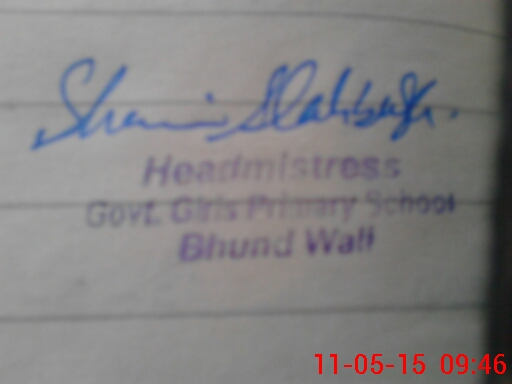 Headmistress
Govt. Girls Primary School
Bhund Wali
11-05-15 09:46